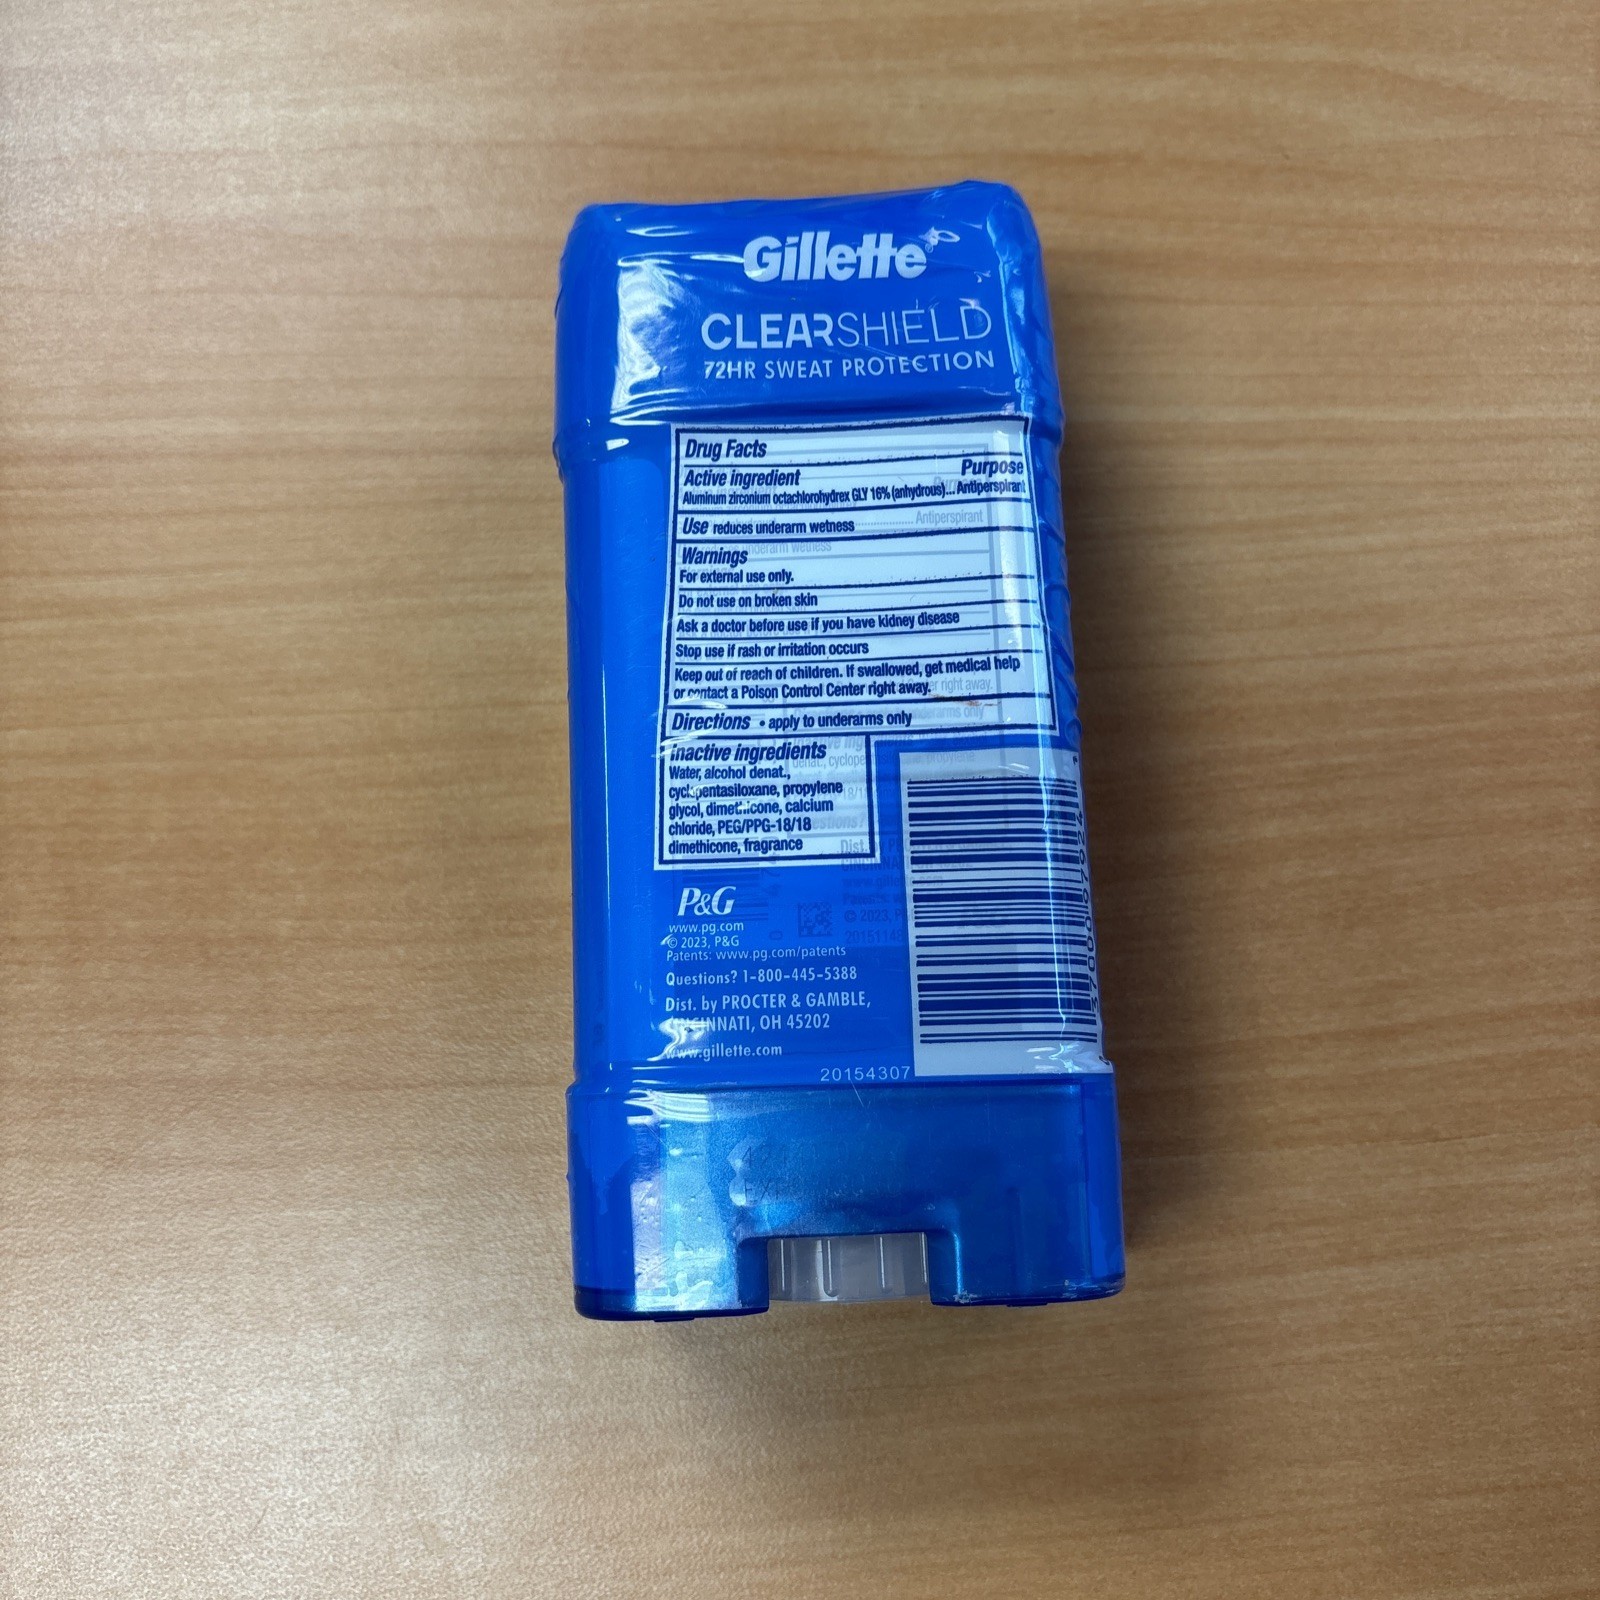 Gillette®
CLEARSHIELD
72HR SWEAT PROTECTION
Drug Facts
Active ingredient Purpose
Aluminum zirconium octachlorohydrex GLY 16% (anhydrous)... Antiperspirant
Use reduces underarm wetness
Warnings
For external use only.
Do not use on broken skin
Ask a doctor before use if you have kidney disease
Stop use if rash or irritation occurs
Keep out of reach of children. If swallowed, get medical help
or contact a Poison Control Center right away.
Directions • apply to underarms only
Inactive ingredients
Water, alcohol denat.,
cyclopentasiloxane, propylene
glycol, dimethicone, calcium
chloride, PEG/PPG-18/18
dimethicone, fragrance
P&G
www.pg.com
© 2023, P&G
Patents: www.pg.com/patents
Questions? 1-800-445-5388
Dist. by PROCTER & GAMBLE,
CINCINNATI, OH 45202
www.gillette.com
20154307